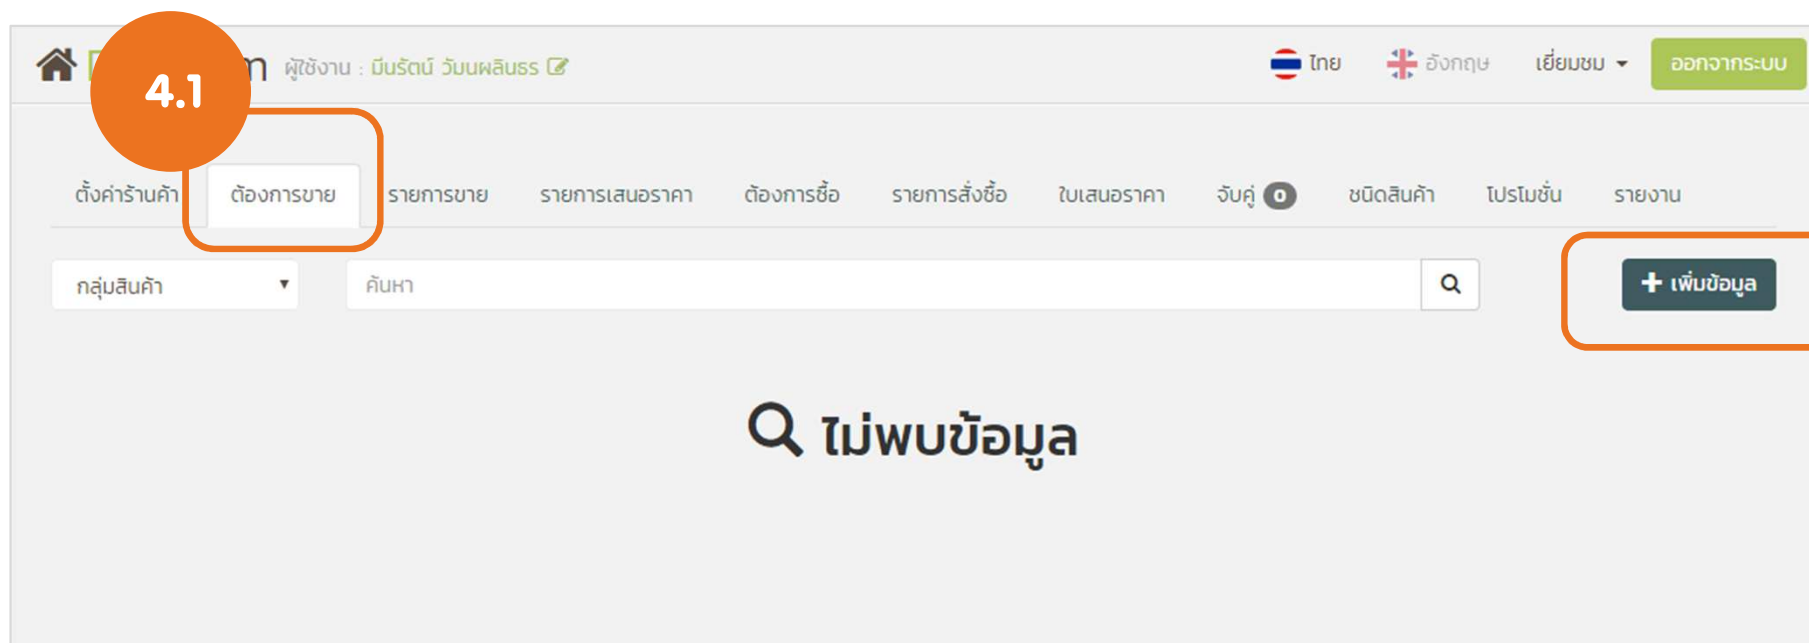 4.1
ผู้ใช้งาน : มีนรัตน์ วัมนผลินธร
ไทย อังกฤษ เยี่ยมชม ออกจากระบบ
ตั้งค่าร้านค้า ต้องการขาย รายการขาย รายการเสนอราคา ต้องการซื้อ รายการสั่งซื้อ ใบเสนอราคา จับคู่ 0 ชนิดสินค้า โปรโมชั่น รายงาน
กลุ่มสินค้า ค้นหา + เพิ่มข้อมูล
ไม่พบข้อมูล